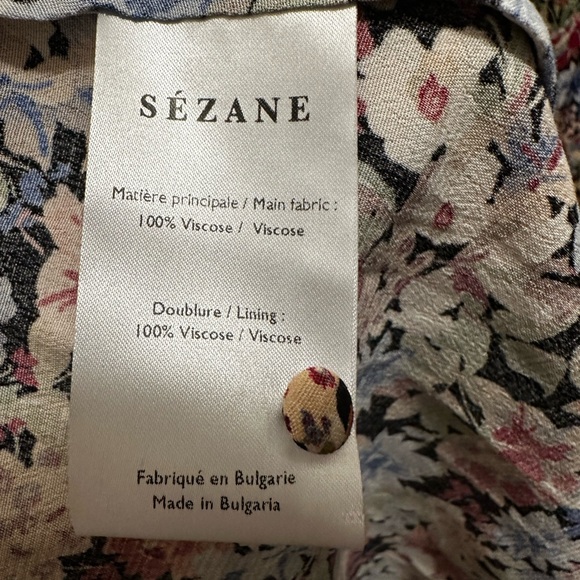 SÉZANE
Matière principale / Main fabric :
100% Viscose / Viscose
Doublure / Lining :
100% Viscose / Viscose
Fabriqué en Bulgarie
Made in Bulgaria